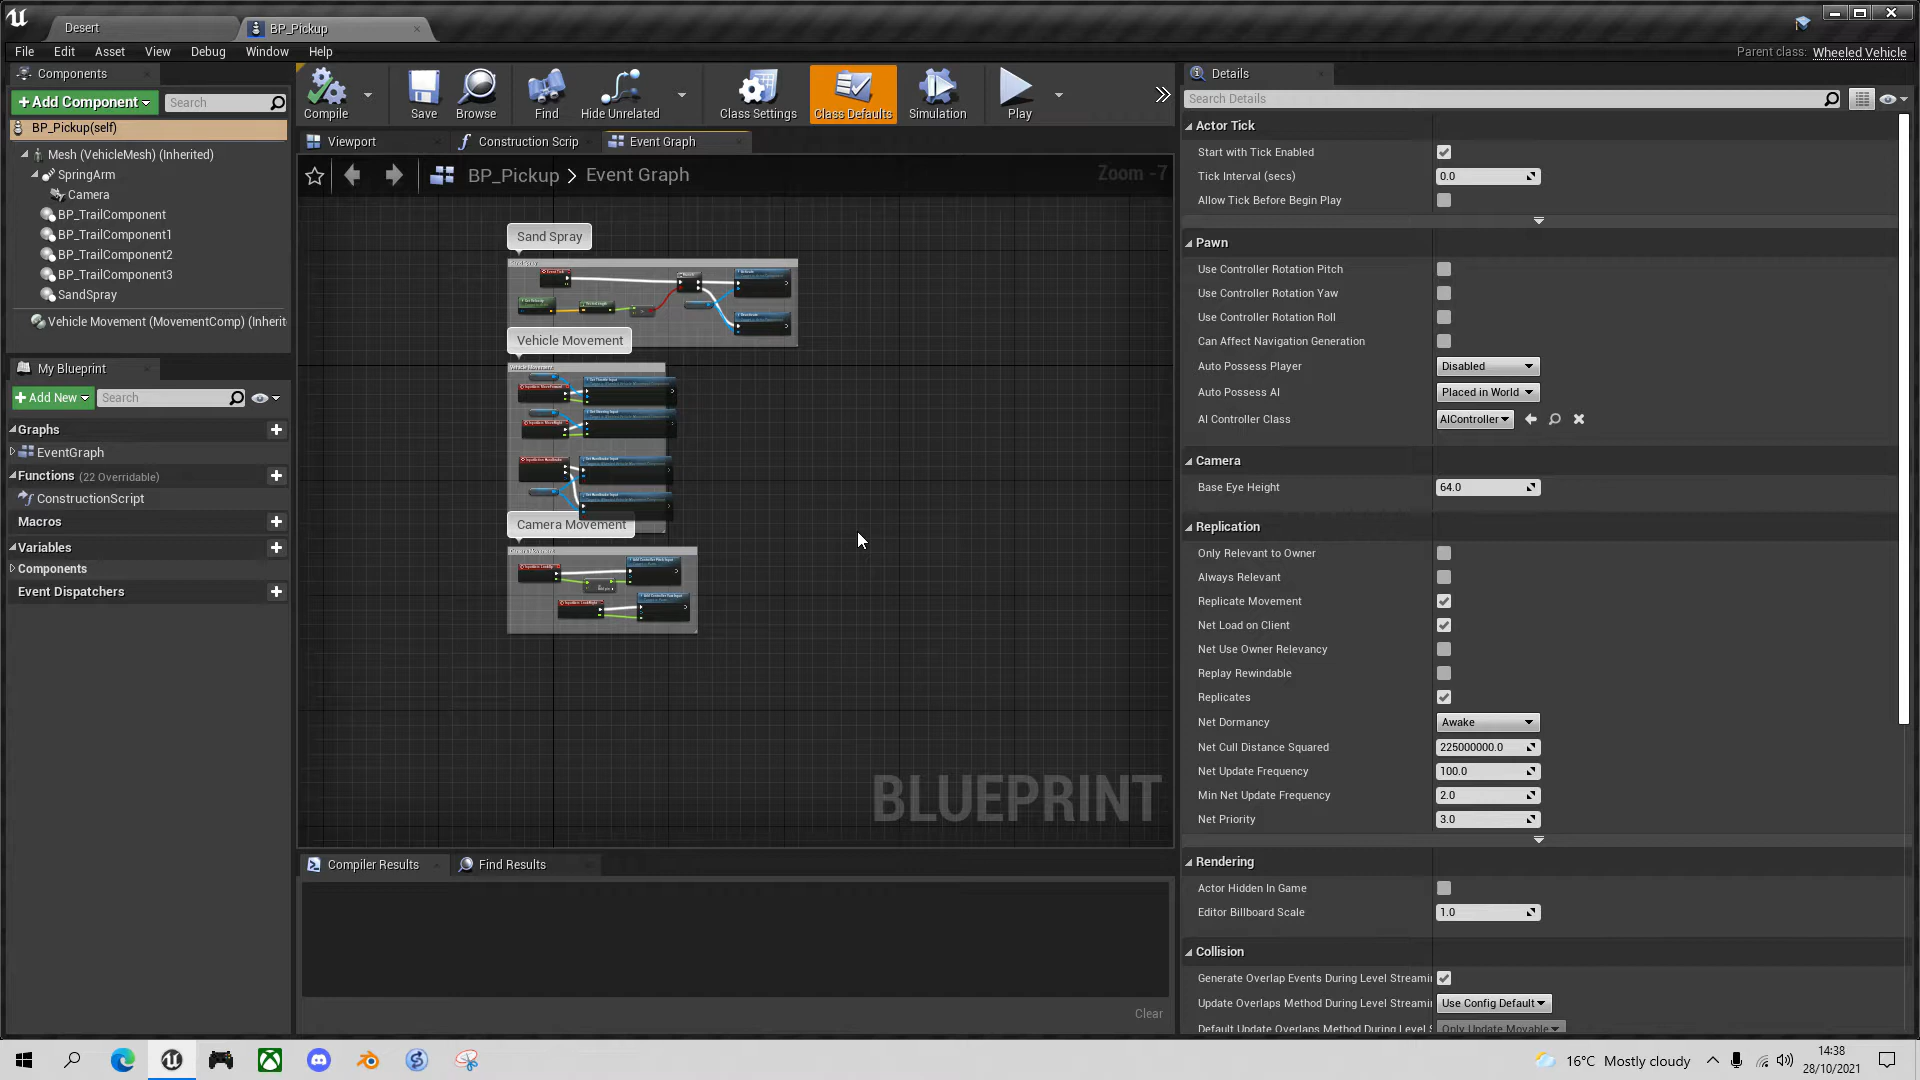 Desert
BP_Pickup
File Edit Asset View Debug Window Help
Parent class: Wheeled Vehicle
Components
+Add Component
Search
BP_Pickup(self)
Mesh (VehicleMesh) (Inherited)
SpringArm
Camera
BP_TrailComponent
BP_TrailComponent1
BP_TrailComponent2
BP_TrailComponent3
SandSpray
Vehicle Movement (MovementComp) (Inherit
My Blueprint
+Add New
Search
Graphs
EventGraph
Functions (22 Overridable)
ConstructionScript
Macros
Variables
Components
Event Dispatchers
Compile
Save
Browse
Find
Hide Unrelated
Class Settings
Class Defaults
Simulation
Play
Viewport
Construction Scrip
Event Graph
BP_Pickup > Event Graph
Zoom -7
Sand Spray
Vehicle Movement
Vehicle Movement
Camera Movement
BLUEPRINT
Compiler Results
Find Results
Clear
Details
Search Details
Actor Tick
Start with Tick Enabled
Tick Interval (secs) 0.0
Allow Tick Before Begin Play
Pawn
Use Controller Rotation Pitch
Use Controller Rotation Yaw
Use Controller Rotation Roll
Can Affect Navigation Generation
Auto Possess Player Disabled
Auto Possess AI Placed in World
AI Controller Class AIController
Camera
Base Eye Height 64.0
Replication
Only Relevant to Owner
Always Relevant
Replicate Movement
Net Load on Client
Net Use Owner Relevancy
Replay Rewindable
Replicates
Net Dormancy Awake
Net Cull Distance Squared 225000000.0
Net Update Frequency 100.0
Min Net Update Frequency 2.0
Net Priority 3.0
Rendering
Actor Hidden In Game
Editor Billboard Scale 1.0
Collision
Generate Overlap Events During Level Streami
Update Overlaps Method During Level Streami Use Config Default
Default Update Overlaps Method During Level S Only Update Movable
16°C Mostly cloudy
14:38
28/10/2021